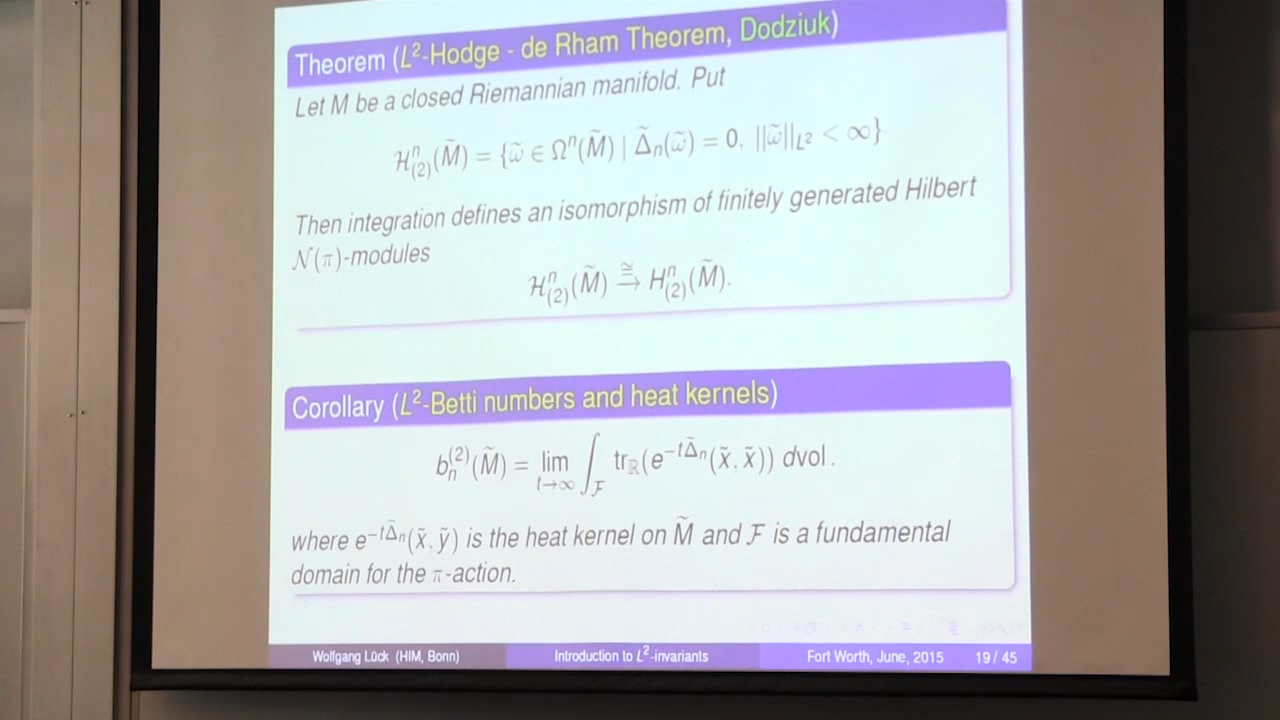 Theorem (L²-Hodge - de Rham Theorem, Dodziuk)
Let M be a closed Riemannian manifold. Put
ℋⁿ₍₂₎(M̃) = {ω̃ ∈ Ωⁿ(M̃) | Δ̃ₙ(ω̃) = 0, ||ω̃||_{L²} < ∞}
Then integration defines an isomorphism of finitely generated Hilbert
𝒩(π)-modules
ℋⁿ₍₂₎(M̃) ≅→ Hⁿ₍₂₎(M̃).
Corollary (L²-Betti numbers and heat kernels)
bₙ⁽²⁾(M̃) = lim_{t→∞} ∫_ℱ tr_ℝ(e^{-tΔ̃ₙ}(x̃, x̃)) dvol.
where e^{-tΔ̃ₙ}(x̃, ỹ) is the heat kernel on M̃ and ℱ is a fundamental
domain for the π-action.
Wolfgang Lück (HIM, Bonn) Introduction to L²-invariants Fort Worth, June, 2015 19 / 45